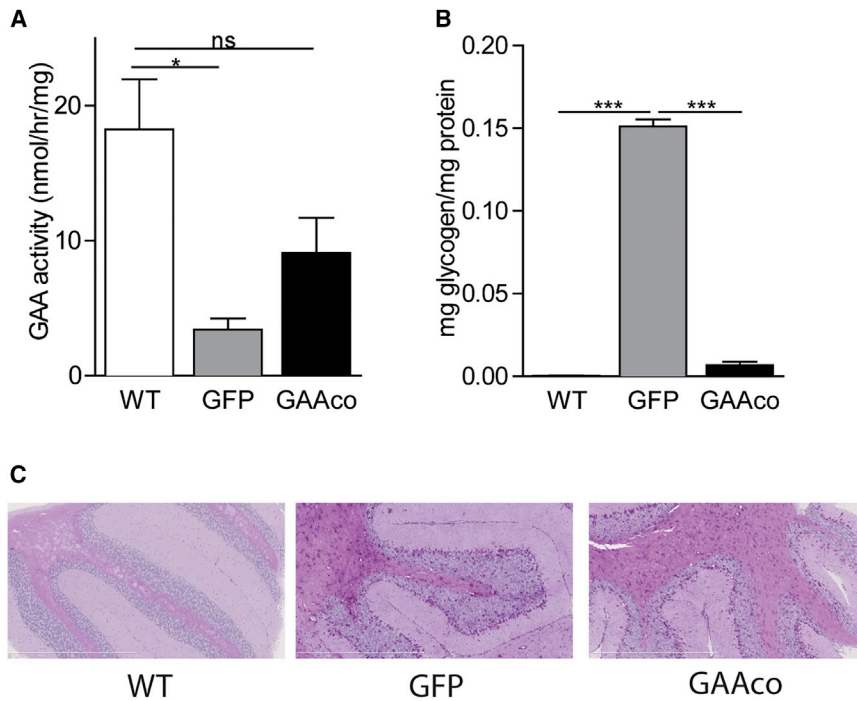 A
ns
*
GAA activity (nmol/hr/mg)
20
10
0
WT GFP GAAco
B
0.20
*** ***
0.15
0.10
0.05
0.00
mg glycogen/mg protein
WT GFP GAAco
C
WT GFP GAAco